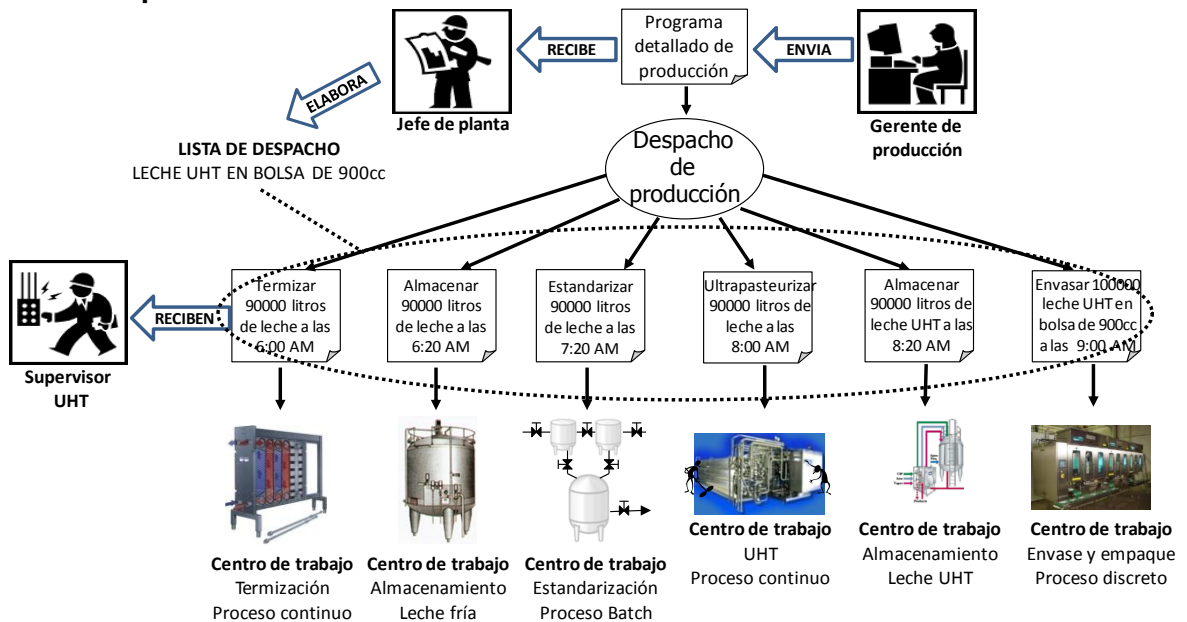 Programa
detallado de
producción
RECIBE
ENVIA
ELABORA
Jefe de planta
Gerente de
producción
LISTA DE DESPACHO
LECHE UHT EN BOLSA DE 900cc
Despacho
de
producción
RECIBEN
Supervisor
UHT
Termizar
90000 litros
de leche a las
6:00 AM
Almacenar
90000 litros
de leche a las
6:20 AM
Estandarizar
90000 litros
de leche a las
7:20 AM
Ultrapasteurizar
90000 litros de
leche a las
8:00 AM
Almacenar
90000 litros de
leche UHT a las
8:20 AM
Envasar 100000
leche UHT en
bolsa de 900cc
a las 9:00 AM
Centro de trabajo
Termización
Proceso continuo
Centro de trabajo
Almacenamiento
Leche fría
Centro de trabajo
Estandarización
Proceso Batch
Centro de trabajo
UHT
Proceso continuo
Centro de trabajo
Almacenamiento
Leche UHT
Centro de trabajo
Envase y empaque
Proceso discreto